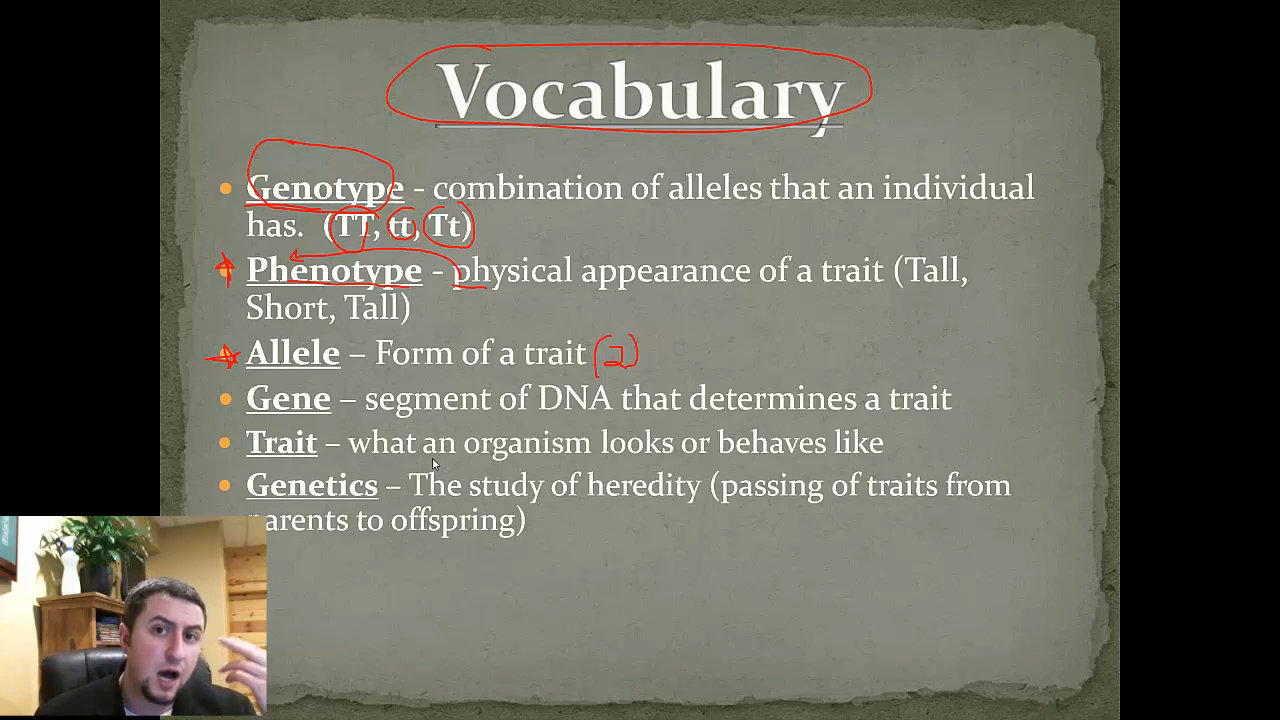 Vocabulary
Genotype - combination of alleles that an individual
has. (TT, tt, Tt)
Phenotype - physical appearance of a trait (Tall,
Short, Tall)
Allele – Form of a trait (2)
Gene – segment of DNA that determines a trait
Trait – what an organism looks or behaves like
Genetics – The study of heredity (passing of traits from
parents to offspring)